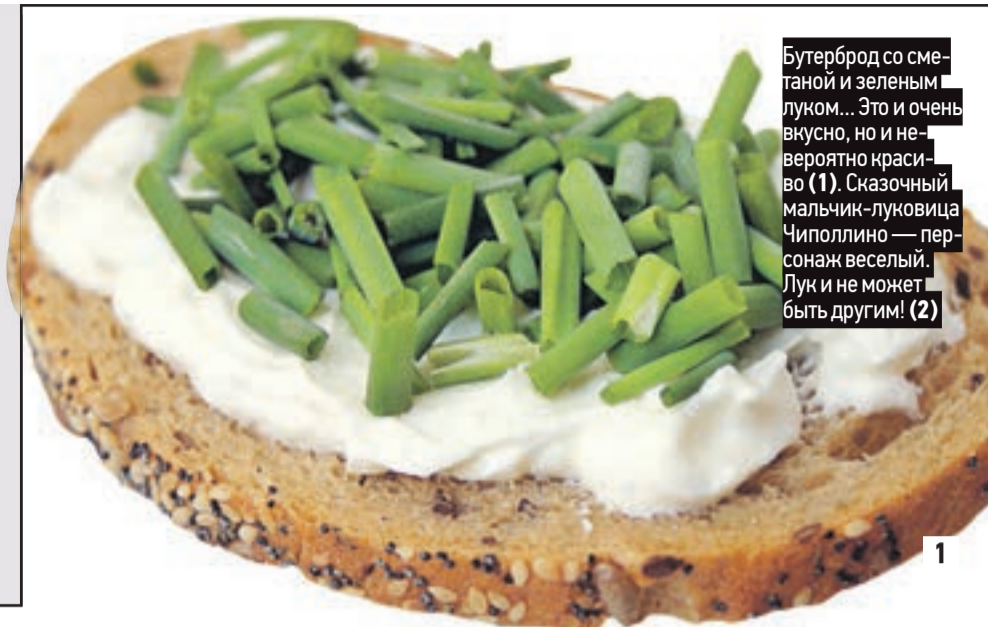 Бутерброд со сме-
таной и зеленым
луком... Это и очень
вкусно, но и не-
вероятно краси-
во (1). Сказочный
мальчик-луковица
Чиполлино — пер-
сонаж веселый.
Лук и не может
быть другим! (2)
1